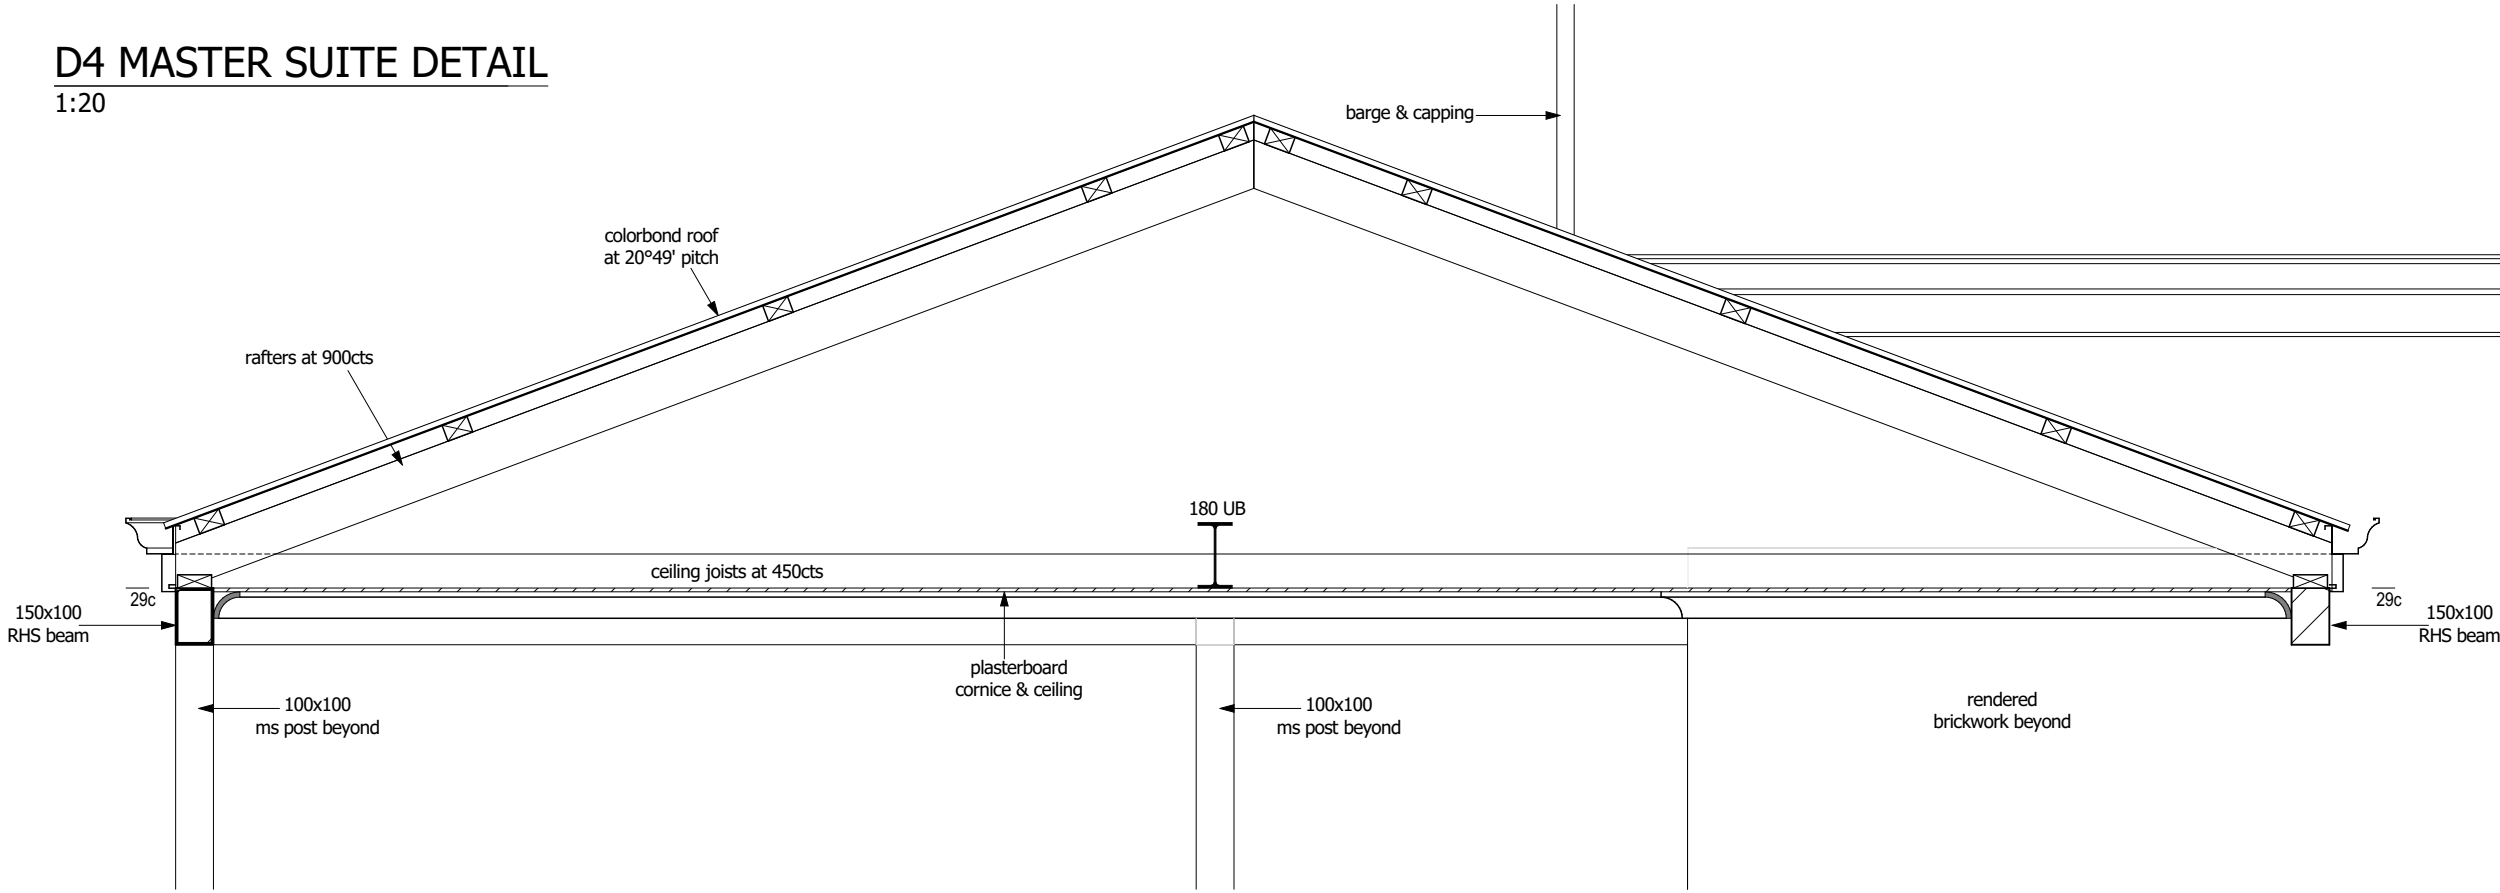 D4 MASTER SUITE DETAIL
1:20
barge & capping
colorbond roof
at 20°49' pitch
rafters at 900cts
180 UB
ceiling joists at 450cts
29c
29c
150x100
RHS beam
150x100
RHS beam
plasterboard
cornice & ceiling
100x100
ms post beyond
100x100
ms post beyond
rendered
brickwork beyond